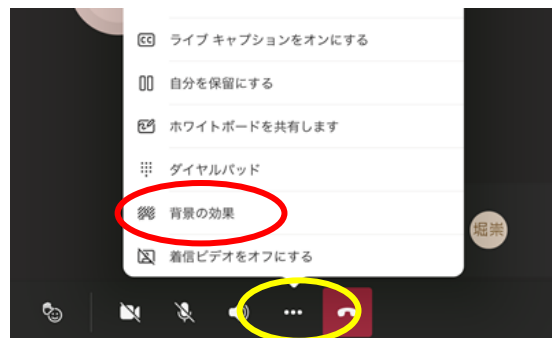 CC ライブ キャプションをオンにする
自分を保留にする
ホワイトボードを共有します
ダイヤルパッド
背景の効果
堀崇
着信ビデオをオフにする